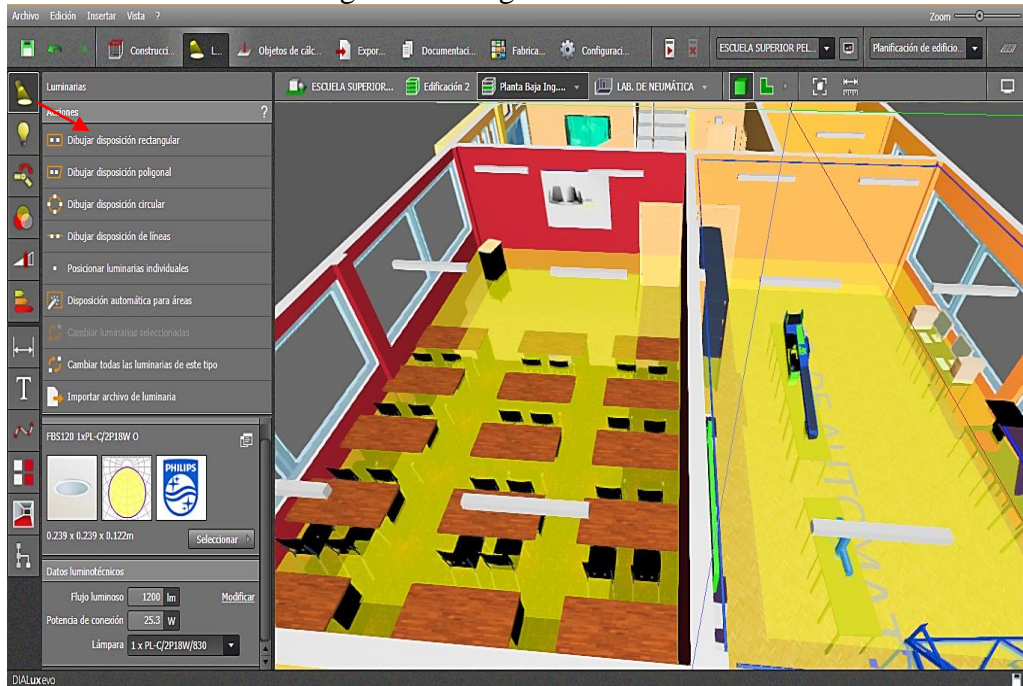 Archivo Edición Insertar Vista ?
Zoom
Construcci... L... Objetos de cálc... Expor... Documentaci... Fabrica... Configuraci... ESCUELA SUPERIOR PEL... Planificación de edificio...
Luminarias
ESCUELA SUPERIOR... Edificación 2 Planta Baja Ing.... LAB. DE NEUMÁTICA
Acciones ?
Dibujar disposición rectangular
Dibujar disposición poligonal
Dibujar disposición circular
Dibujar disposición de líneas
Posicionar luminarias individuales
Disposición automática para áreas
Cambiar luminarias seleccionadas
Cambiar todas las luminarias de este tipo
Importar archivo de luminaria
T
FBS120 1xPL-C/2P18W O
PHILIPS
0.239 x 0.239 x 0.122m Seleccionar
Datos luminotécnicos
Flujo luminoso 1200 lm Modificar
Potencia de conexión 25.3 W
Lámpara 1 x PL-C/2P18W/830
DIALuxevo